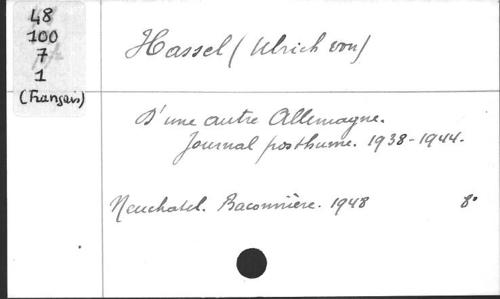 48
100
7
1
(Français)
Hassel (Ulrich von)
D'une autre Allemagne.
Journal posthume. 1938-1944.
Neuchatel. Baconnière. 1948 8°